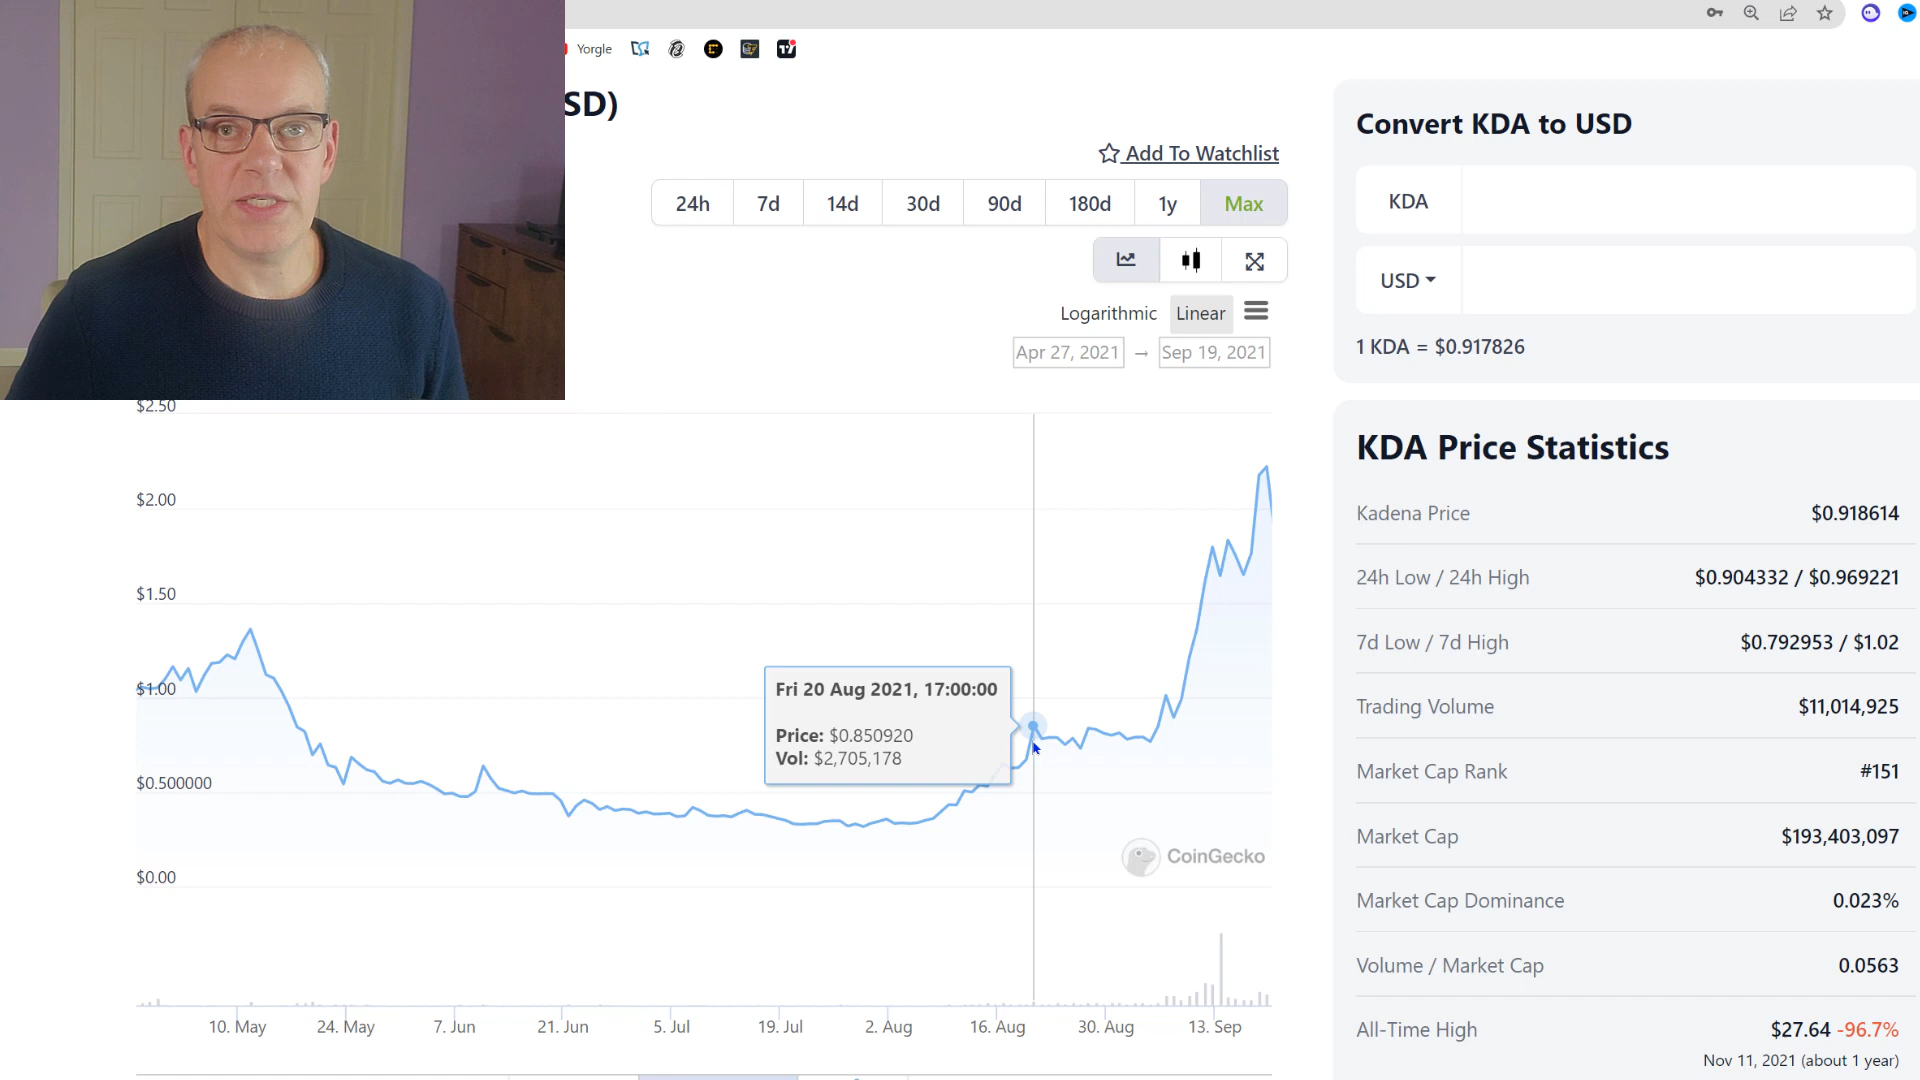 Yorgle
SD)
Add To Watchlist
24h 7d 14d 30d 90d 180d 1y Max
Logarithmic Linear
Apr 27, 2021 → Sep 19, 2021
$2.50
$2.00
$1.50
$1.00
$0.500000
$0.00
Fri 20 Aug 2021, 17:00:00
Price: $0.850920
Vol: $2,705,178
CoinGecko
10. May 24. May 7. Jun 21. Jun 5. Jul 19. Jul 2. Aug 16. Aug 30. Aug 13. Sep
Convert KDA to USD
KDA
USD
1 KDA = $0.917826
KDA Price Statistics
Kadena Price $0.918614
24h Low / 24h High $0.904332 / $0.969221
7d Low / 7d High $0.792953 / $1.02
Trading Volume $11,014,925
Market Cap Rank #151
Market Cap $193,403,097
Market Cap Dominance 0.023%
Volume / Market Cap 0.0563
All-Time High $27.64 -96.7%
Nov 11, 2021 (about 1 year)